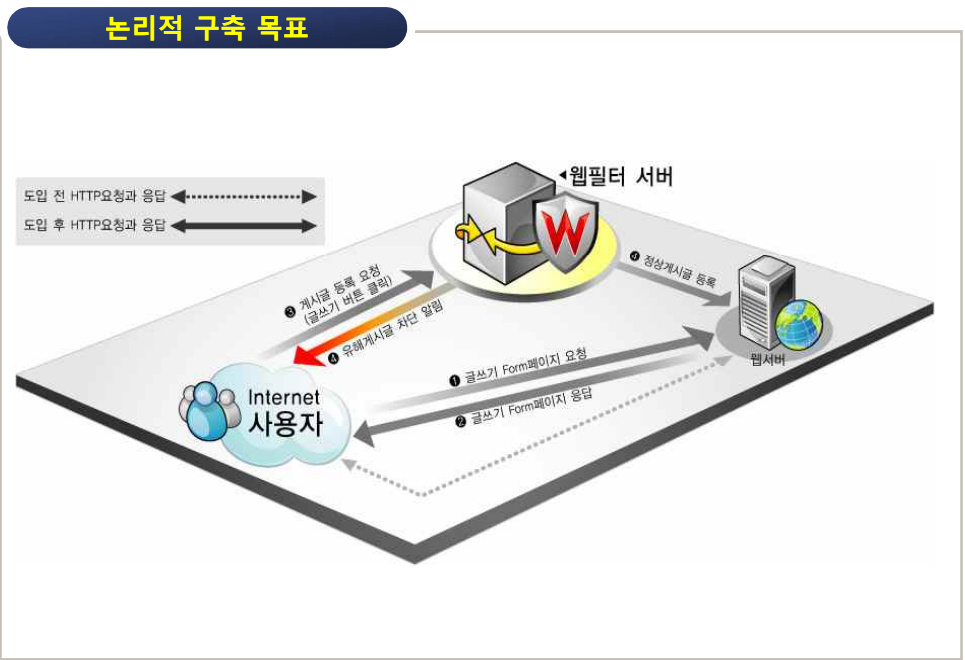 논리적 구축 목표
도입 전 HTTP요청과 응답
도입 후 HTTP요청과 응답
◀웹필터 서버
W
❸ 게시글 등록 요청
(글쓰기 버튼 클릭)
❹ 정상게시글 등록
❹ 유해게시글 차단 알림
❶ 글쓰기 Form페이지 요청
❷ 글쓰기 Form페이지 응답
웹서버
Internet
사용자